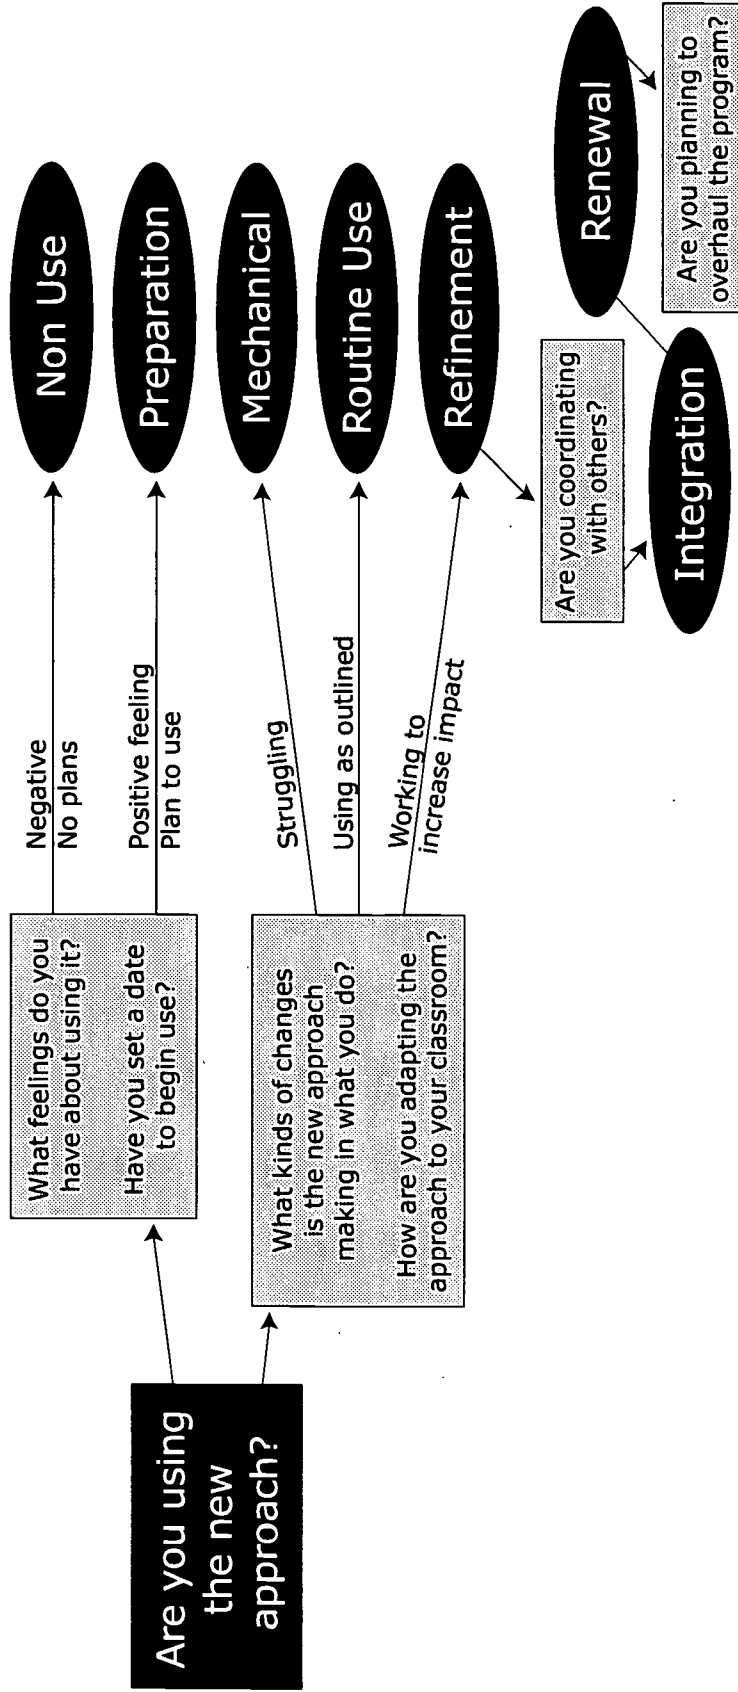 Are you using
the new
approach?
What feelings do you
have about using it?
Have you set a date
to begin use?
What kinds of changes
is the new approach
making in what you do?
How are you adapting the
approach to your classroom?
Negative
No plans
Positive feeling
Plan to use
Struggling
Using as outlined
Working to
increase impact
Non Use
Preparation
Mechanical
Routine Use
Refinement
Are you coordinating
with others?
Integration
Renewal
Are you planning to
overhaul the program?